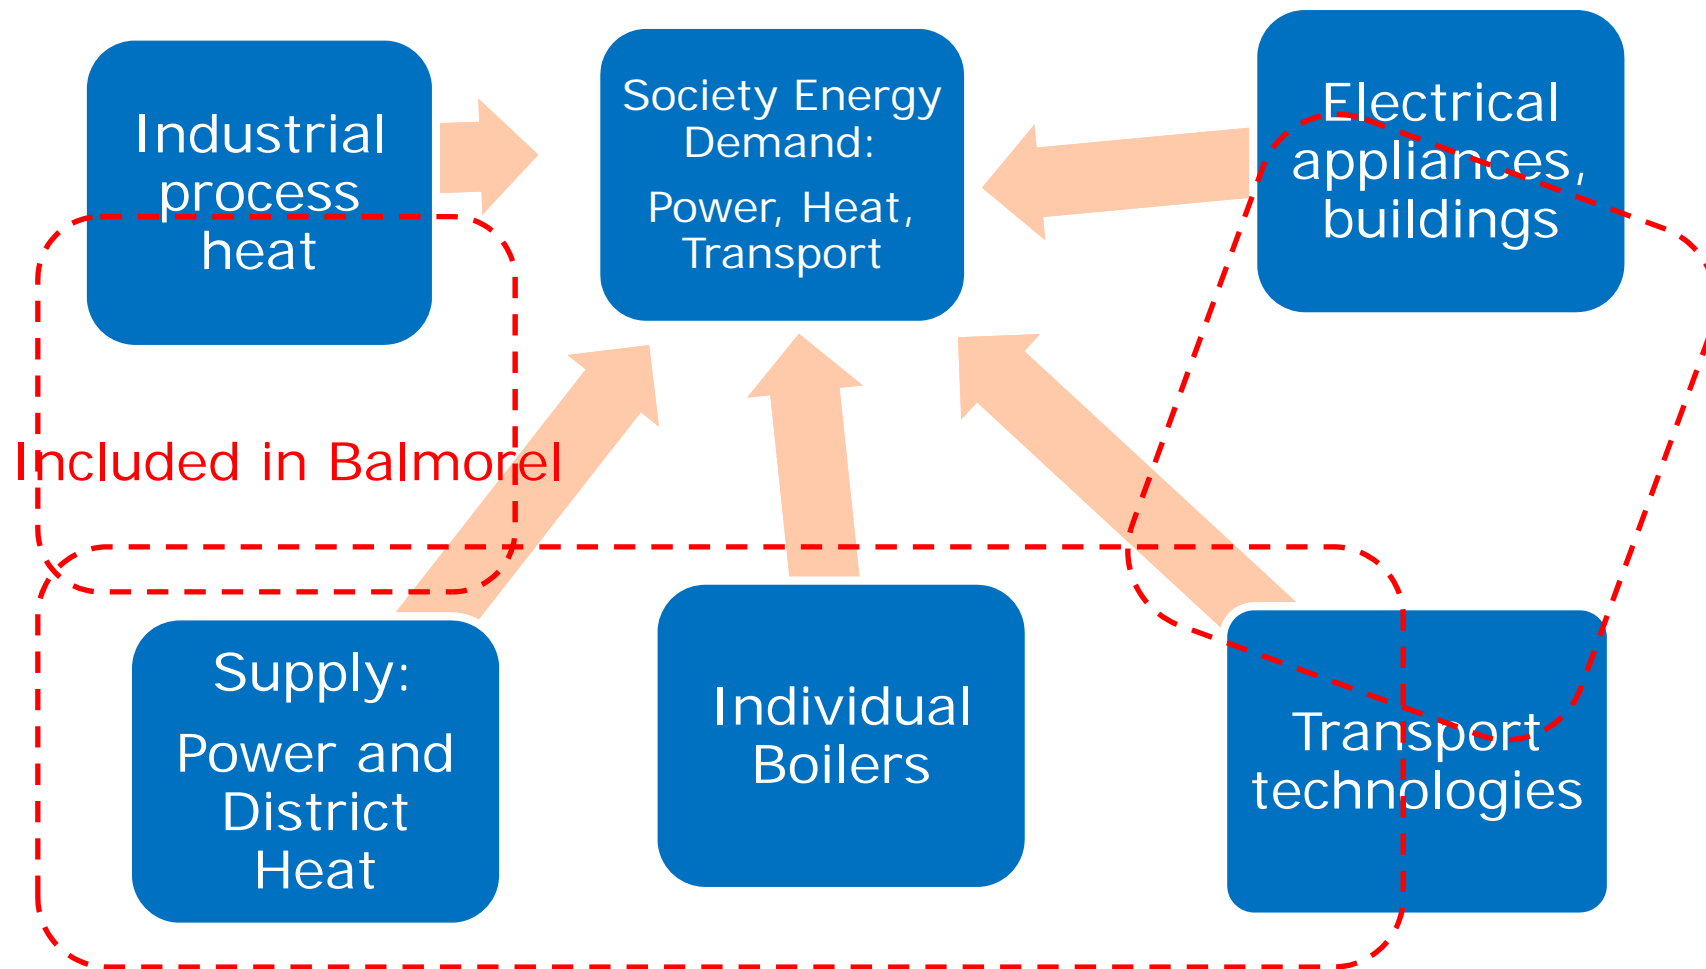 Industrial
process
heat
Society Energy
Demand:
Power, Heat,
Transport
Electrical
appliances,
buildings
Included in Balmorel
Supply:
Power and
District
Heat
Individual
Boilers
Transport
technologies